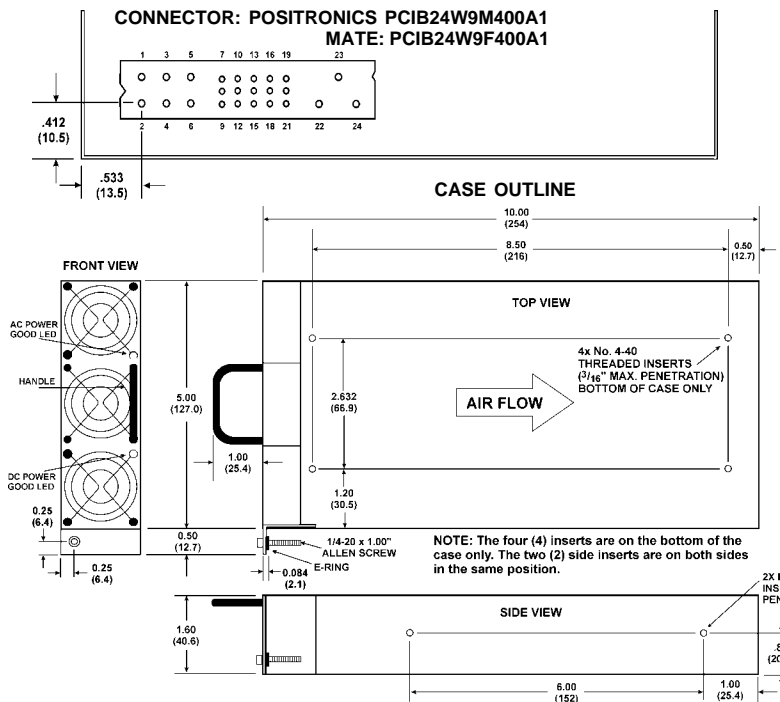 CONNECTOR: POSITRONICS PCIB24W9M400A1
MATE: PCIB24W9F400A1
1 3 5 7 10 13 16 19 23
2 4 6 9 12 15 18 21 22 24
.412
(10.5)
.533
(13.5)
CASE OUTLINE
10.00
(254)
8.50
(216)
0.50
(12.7)
FRONT VIEW
AC POWER
GOOD LED
HANDLE
DC POWER
GOOD LED
0.25
(6.4)
0.25
(6.4)
5.00
(127.0)
0.50
(12.7)
1.00
(25.4)
TOP VIEW
4x No. 4-40
THREADED INSERTS
(3/16" MAX. PENETRATION)
BOTTOM OF CASE ONLY
2.632
(66.9)
AIR FLOW
1.20
(30.5)
1/4-20 x 1.00"
ALLEN SCREW
E-RING
0.084
(2.1)
NOTE: The four (4) inserts are on the bottom of the
case only. The two (2) side inserts are on both sides
in the same position.
SIDE VIEW
2X
INS
PEN
1.60
(40.6)
.8
(20
6.00
(152)
1.00
(25.4)